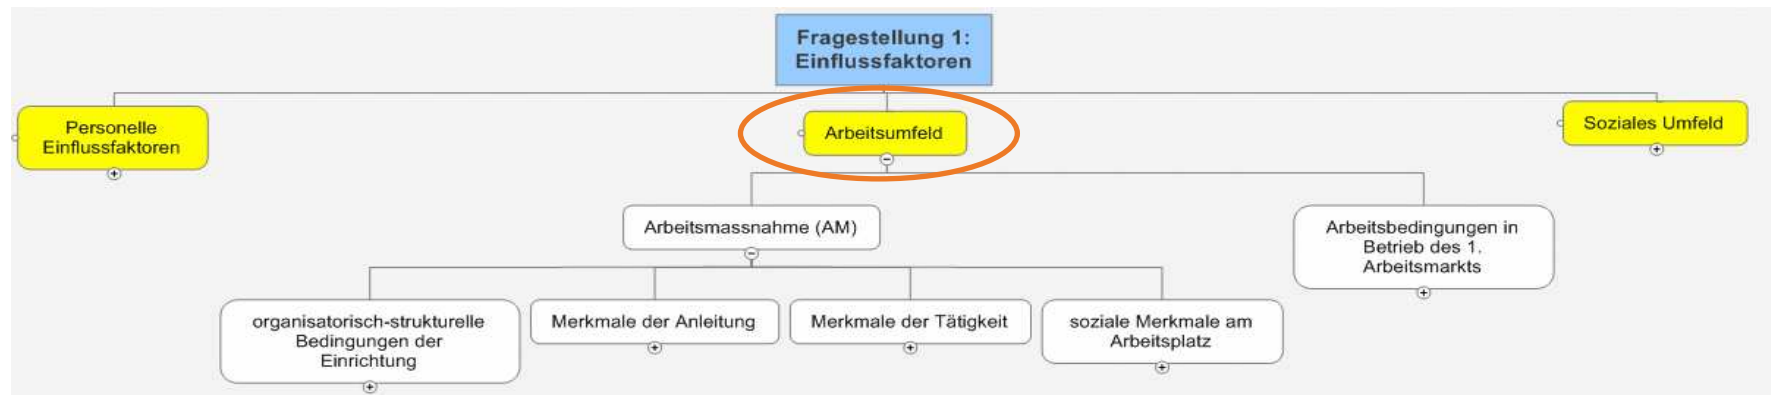 Fragestellung 1:
Einflussfaktoren
Personelle
Einflussfaktoren
Arbeitsumfeld
Soziales Umfeld
Arbeitsmassnahme (AM)
Arbeitsbedingungen in
Betrieb des 1.
Arbeitsmarkts
organisatorisch-strukturelle
Bedingungen der
Einrichtung
Merkmale der Anleitung
Merkmale der Tätigkeit
soziale Merkmale am
Arbeitsplatz